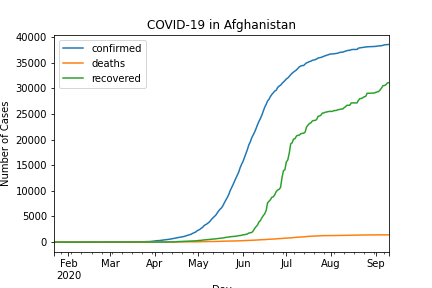 COVID-19 in Afghanistan
confirmed
deaths
recovered
Number of Cases
40000
35000
30000
25000
20000
15000
10000
5000
0
Feb
2020
Mar
Apr
May
Jun
Jul
Aug
Sep